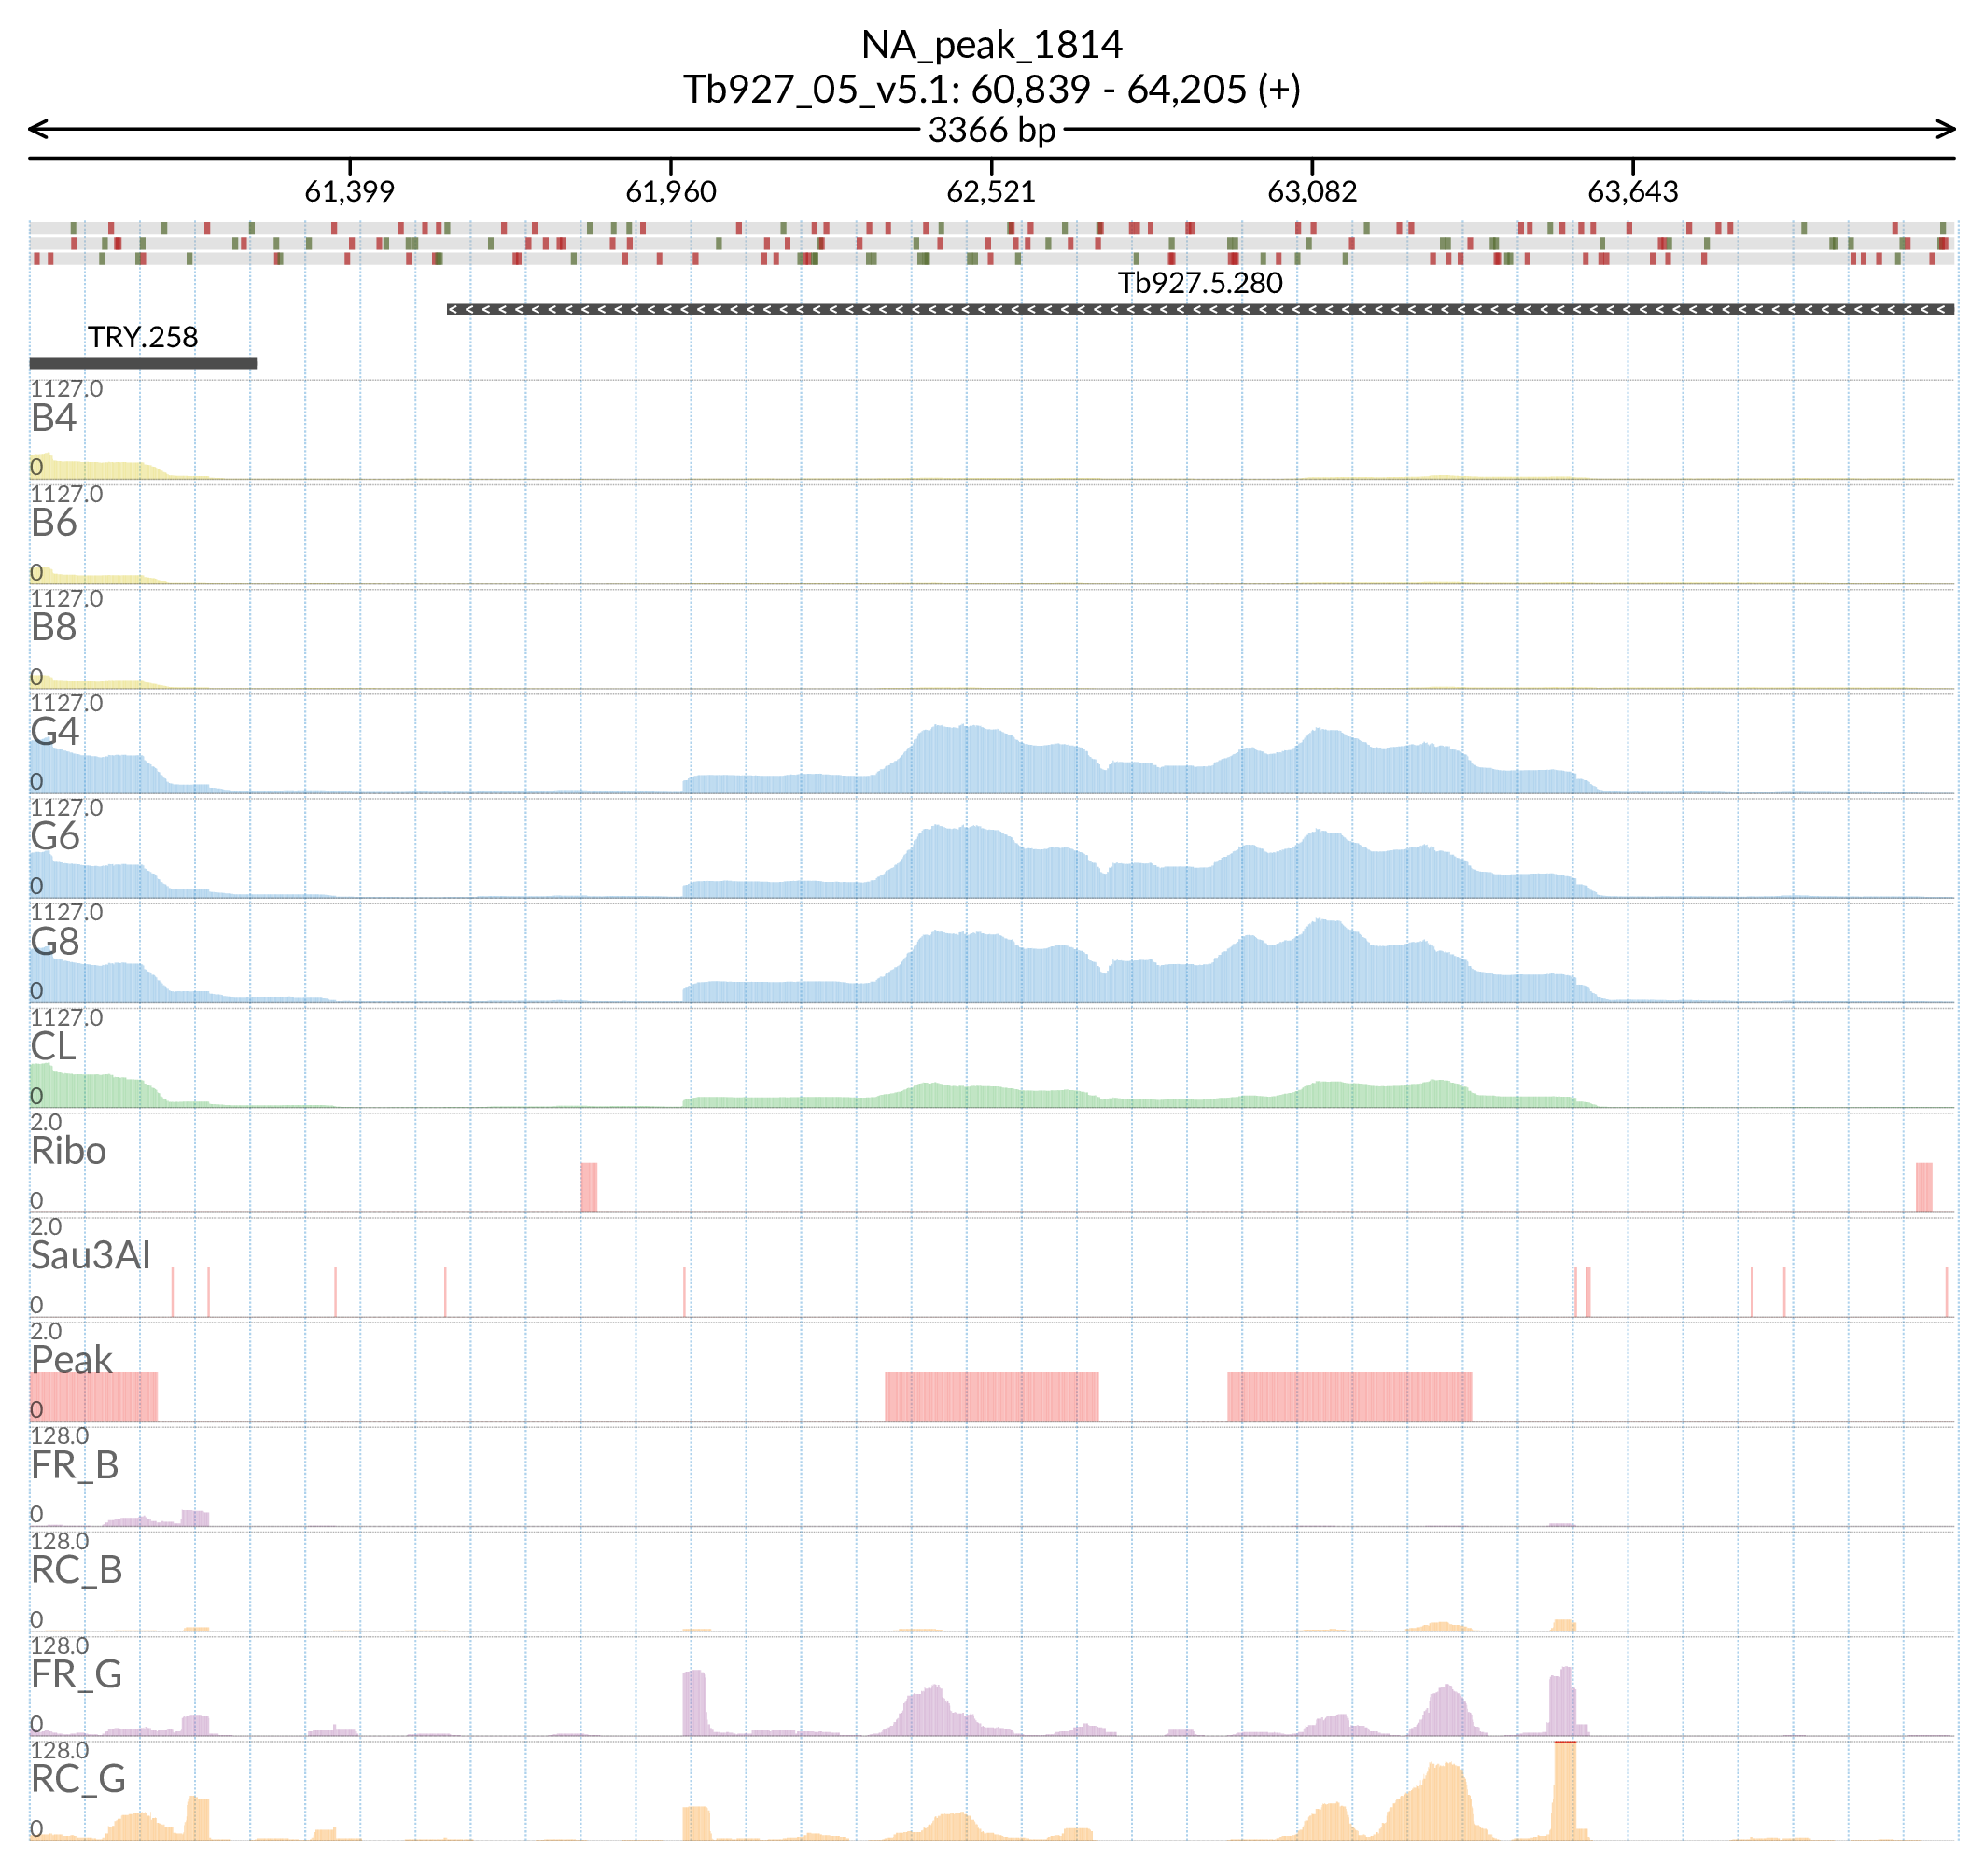 NA_peak_1814
Tb927_05_v5.1: 60,839 - 64,205 (+)
3366 bp
61,399 61,960 62,521 63,082 63,643
Tb927.5.280
TRY.258
1127.0
B4
0
1127.0
B6
0
1127.0
B8
0
1127.0
G4
0
1127.0
G6
0
1127.0
G8
0
1127.0
CL
0
2.0
Ribo
0
2.0
Sau3AI
0
2.0
Peak
0
128.0
FR_B
0
128.0
RC_B
0
128.0
FR_G
0
128.0
RC_G
0